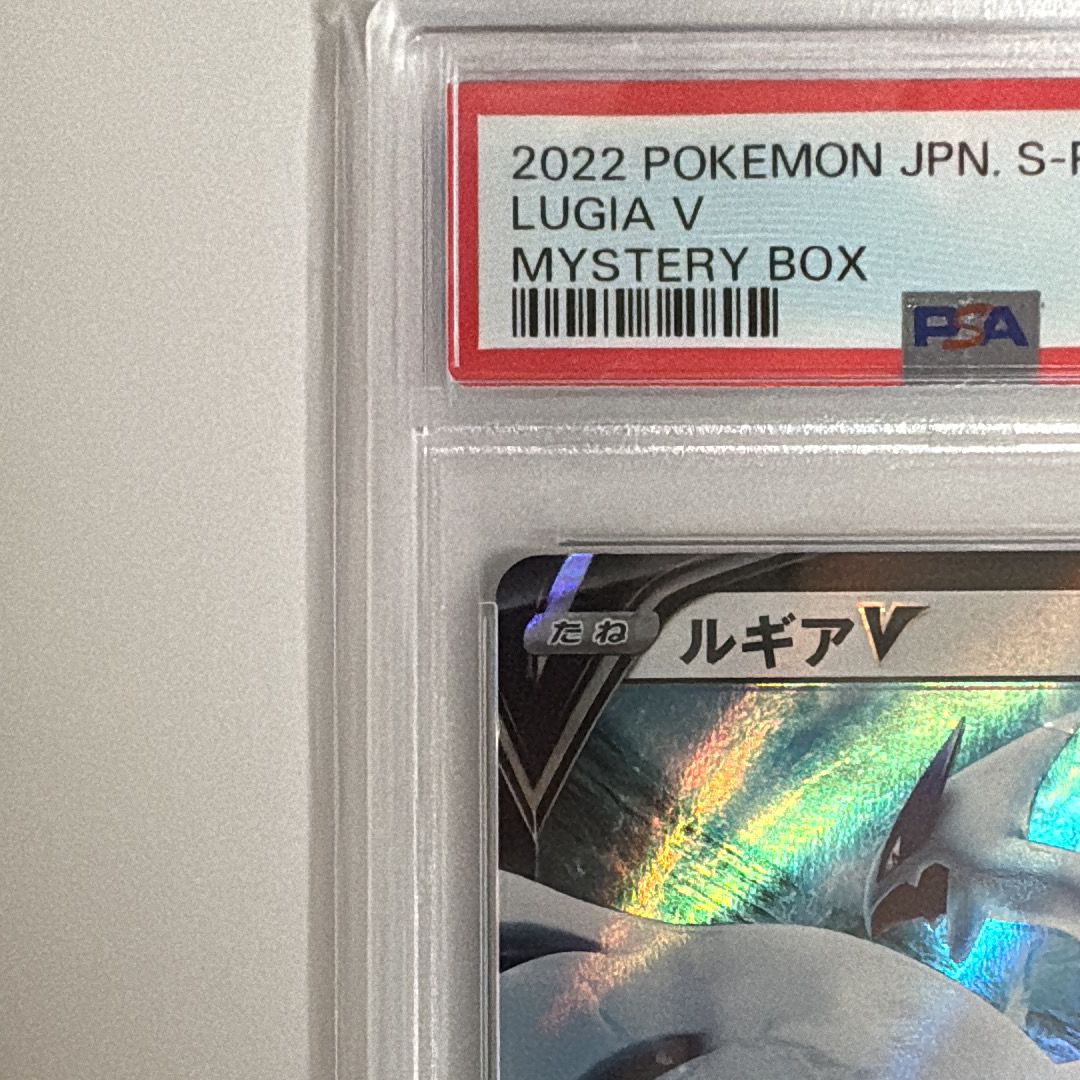 2022 POKEMON JPN. S-P
LUGIA V
MYSTERY BOX
PSA
たね ルギアV